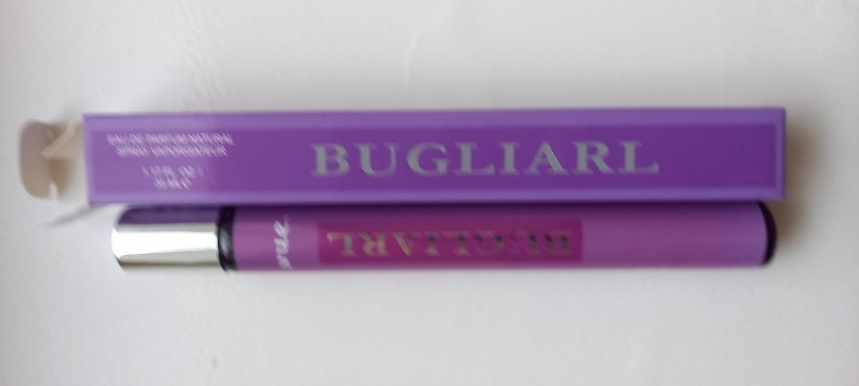 EAU DE PARFUM NATURAL
SPRAY VAPORISATEUR
BUGLIARL
BUGLIARL